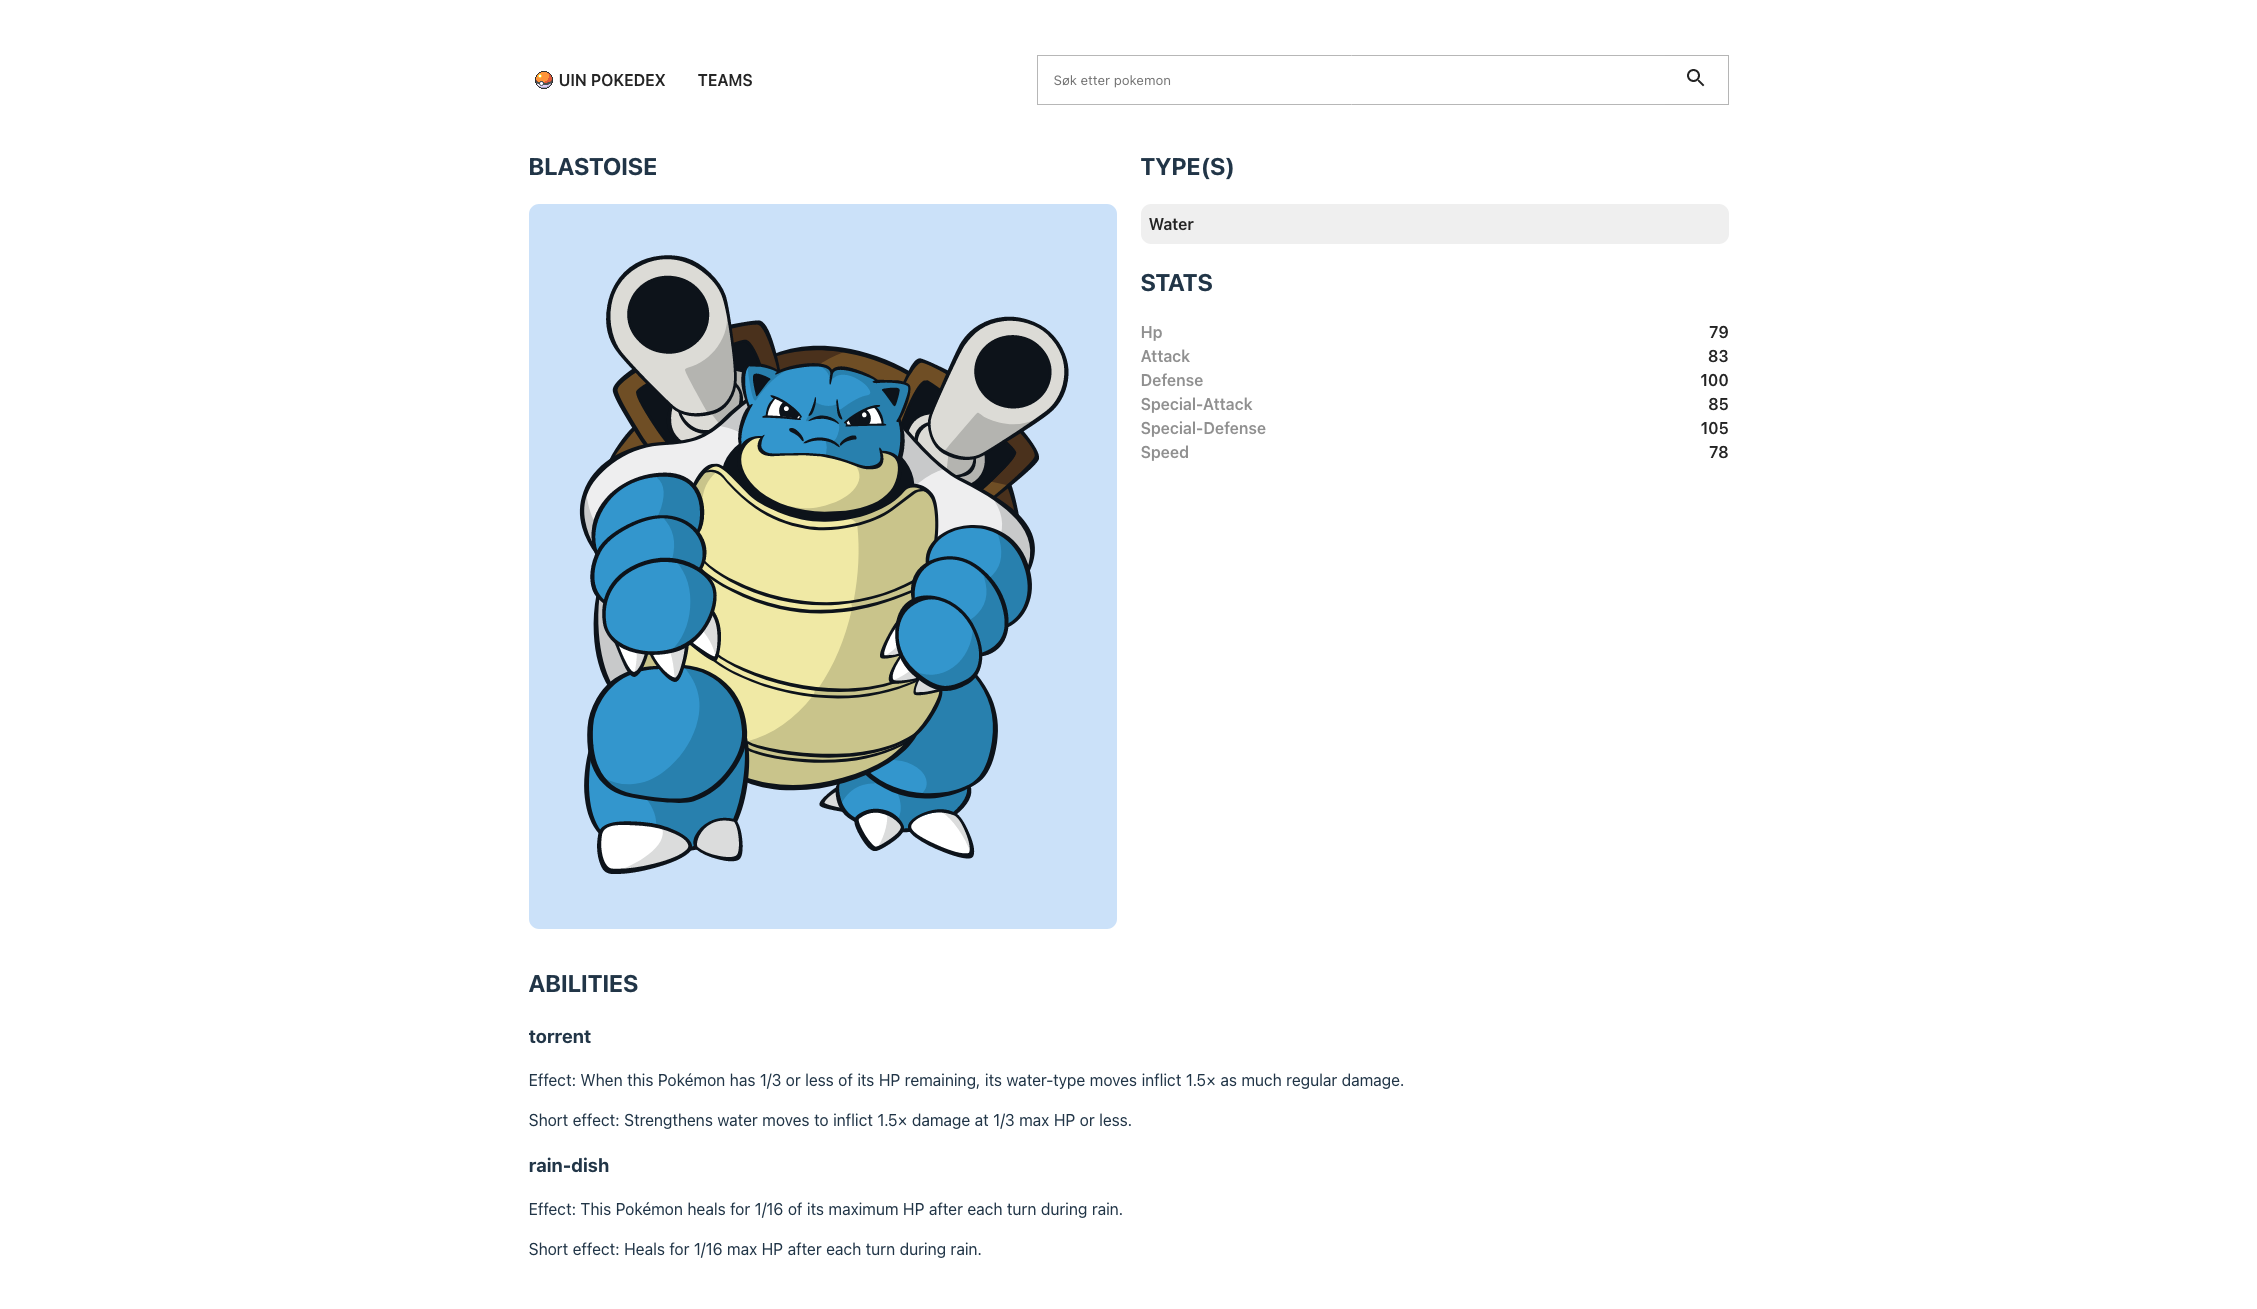 UIN POKEDEX
TEAMS
Søk etter pokemon
BLASTOISE
TYPE(S)
Water
STATS
Hp 79
Attack 83
Defense 100
Special-Attack 85
Special-Defense 105
Speed 78
ABILITIES
torrent
Effect: When this Pokémon has 1/3 or less of its HP remaining, its water-type moves inflict 1.5× as much regular damage.
Short effect: Strengthens water moves to inflict 1.5× damage at 1/3 max HP or less.
rain-dish
Effect: This Pokémon heals for 1/16 of its maximum HP after each turn during rain.
Short effect: Heals for 1/16 max HP after each turn during rain.